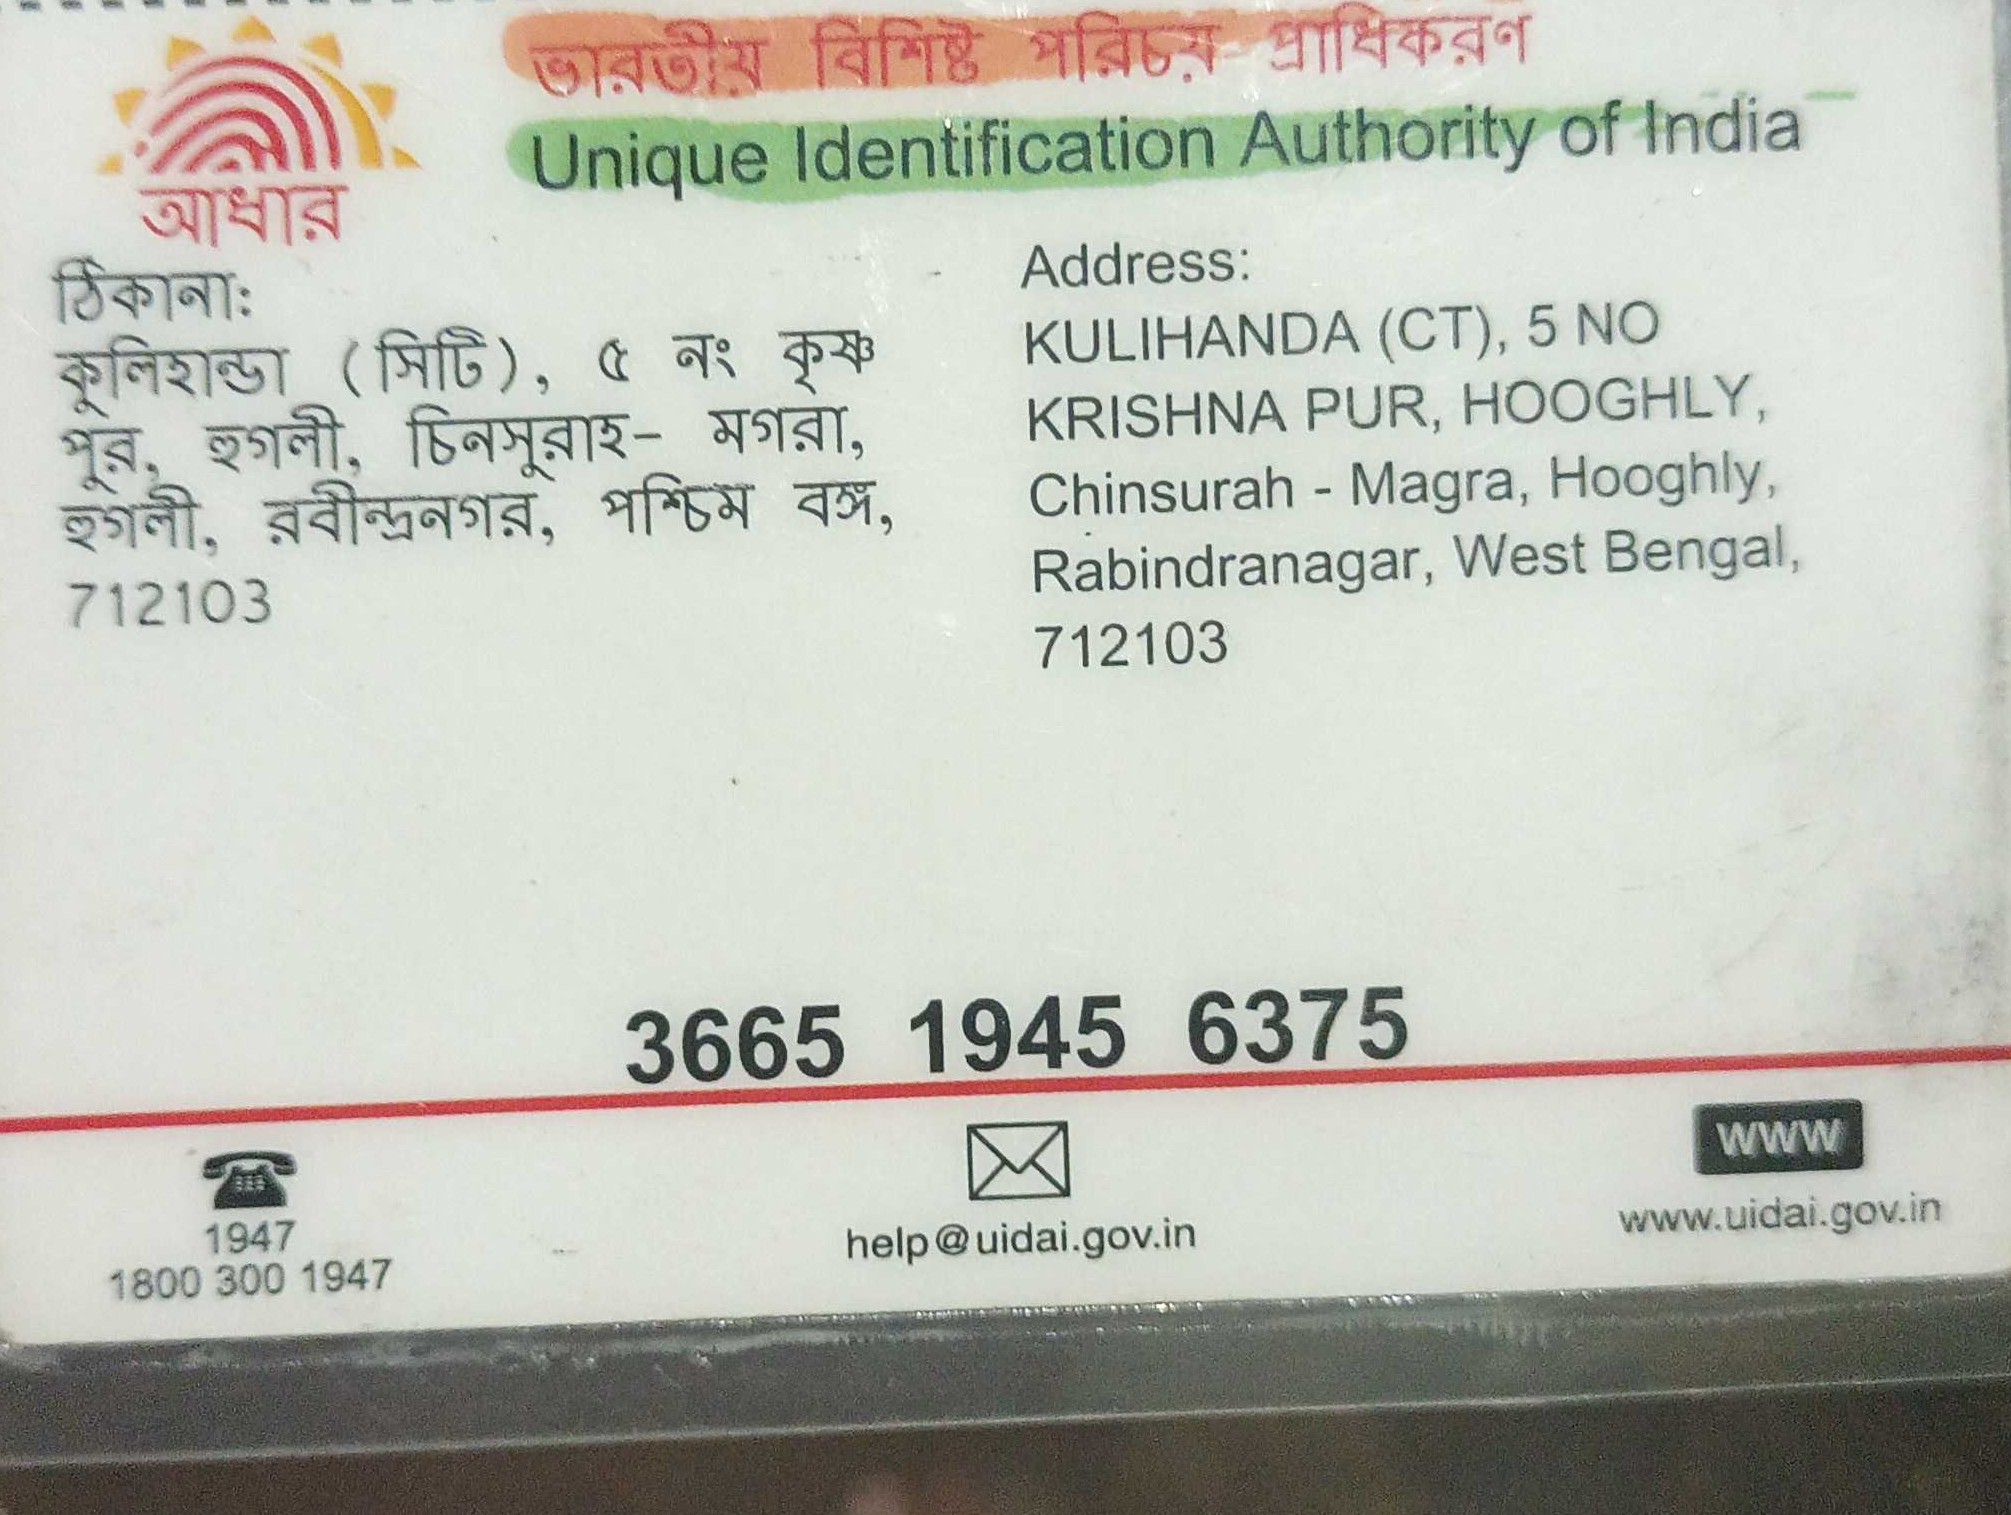 ভারতীয় বিশিষ্ট পরিচয় প্রাধিকরণ
Unique Identification Authority of India
আধার
ঠিকানা:
কুলিহান্ডা (সিটি), ৫ নং কৃষ্ণ
পুর, হুগলী, চিনসুরাহ- মগরা,
হুগলী, রবীন্দ্রনগর, পশ্চিম বঙ্গ,
712103
Address:
KULIHANDA (CT), 5 NO
KRISHNA PUR, HOOGHLY,
Chinsurah - Magra, Hooghly,
Rabindranagar, West Bengal,
712103
3665 1945 6375
1947
1800 300 1947
help@uidai.gov.in
www
www.uidai.gov.in